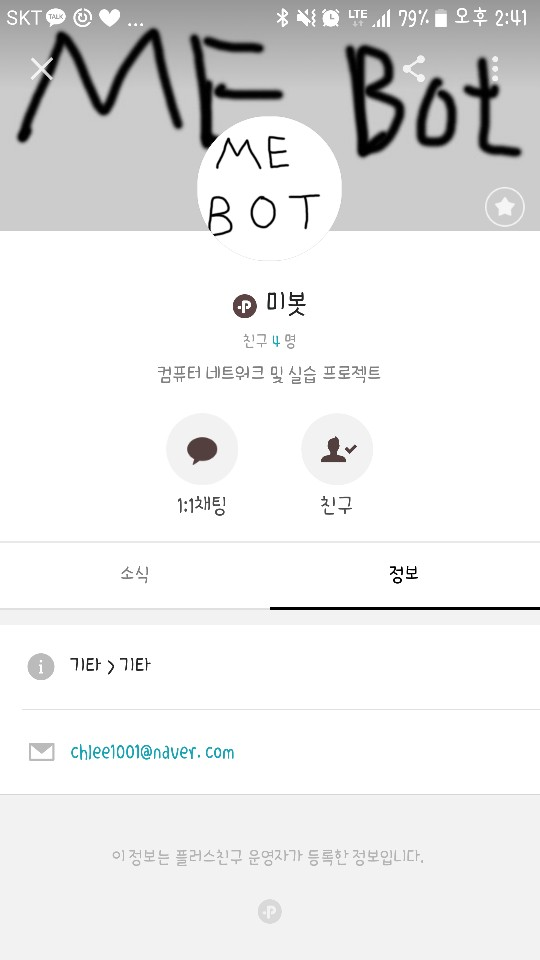 SKT TALK ... LTE 79% 오후 2:41
ME Bot
ME
BOT
P 미봇
친구 4 명
컴퓨터 네트워크 및 실습 프로젝트
1:1채팅 친구
소식 정보
i 기타 > 기타
chlee1001@naver.com
이 정보는 플러스친구 운영자가 등록한 정보입니다.
P